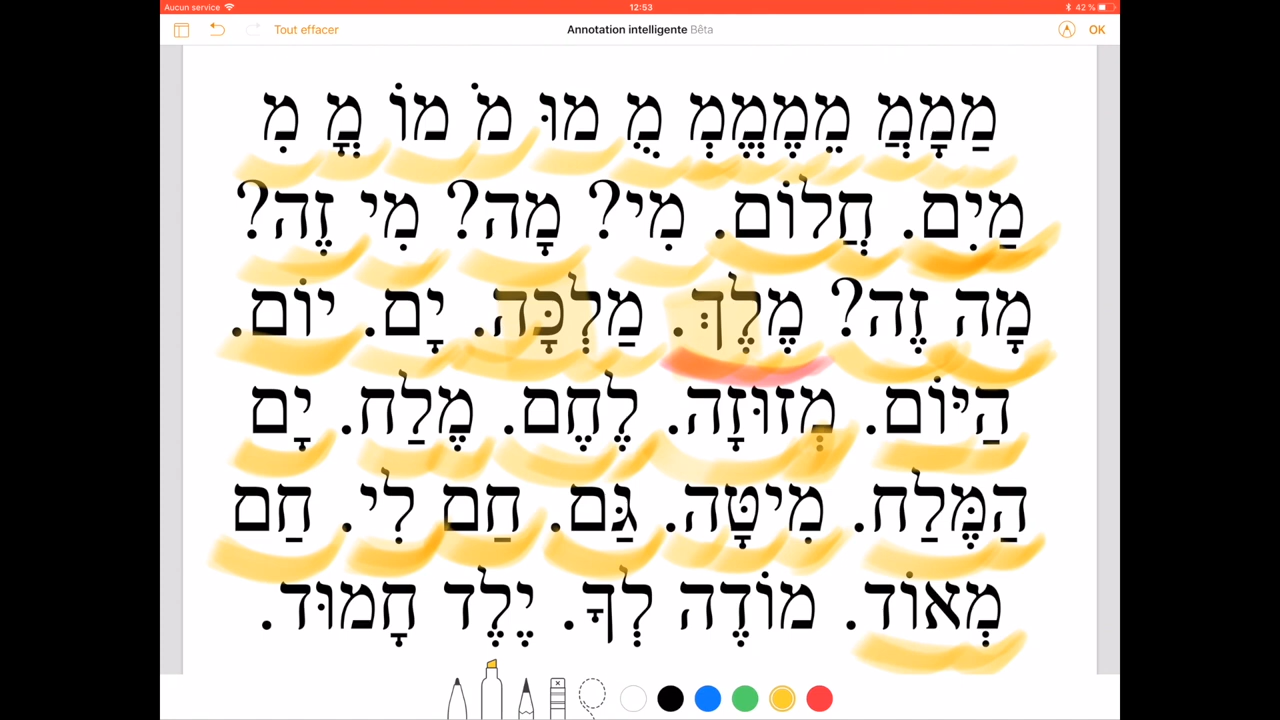 Aucun service 12:53 42 %
Tout effacer Annotation intelligente Bêta OK
מַמָמְַ מֵמֶמֱמְ מֻ מוּ מֹ מוֹ מֳ מִ
מַיִם. חֲלוֹם. מִי? מָה? מִי זֶה?
מָה זֶה? מֶלֶךְ. מַלְכָּה. יָם. יוֹם.
הַיּוֹם. מְזוּזָה. לֶחֶם. מֶלַח. יָם
הַמֶּלַח. מִיטָּה. גַּם. חַם לִי. חַם
מְאוֹד. מוֹדֶה לְךָ. יֶלֶד חָמוּד.